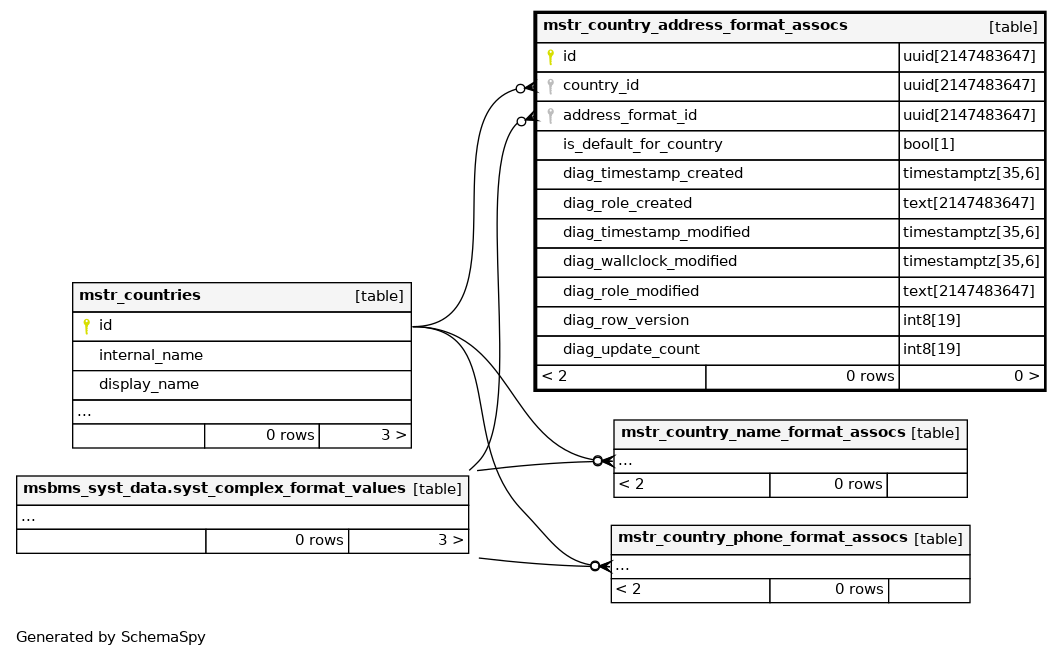 mstr_country_address_format_assocs [table]
id uuid[2147483647]
country_id uuid[2147483647]
address_format_id uuid[2147483647]
is_default_for_country bool[1]
diag_timestamp_created timestamptz[35,6]
diag_role_created text[2147483647]
diag_timestamp_modified timestamptz[35,6]
diag_wallclock_modified timestamptz[35,6]
diag_role_modified text[2147483647]
diag_row_version int8[19]
diag_update_count int8[19]
< 2 0 rows 0 >
mstr_countries [table]
id
internal_name
display_name
...
0 rows 3 >
mstr_country_name_format_assocs [table]
...
< 2 0 rows
msbms_syst_data.syst_complex_format_values [table]
...
0 rows 3 >
mstr_country_phone_format_assocs [table]
...
< 2 0 rows
Generated by SchemaSpy